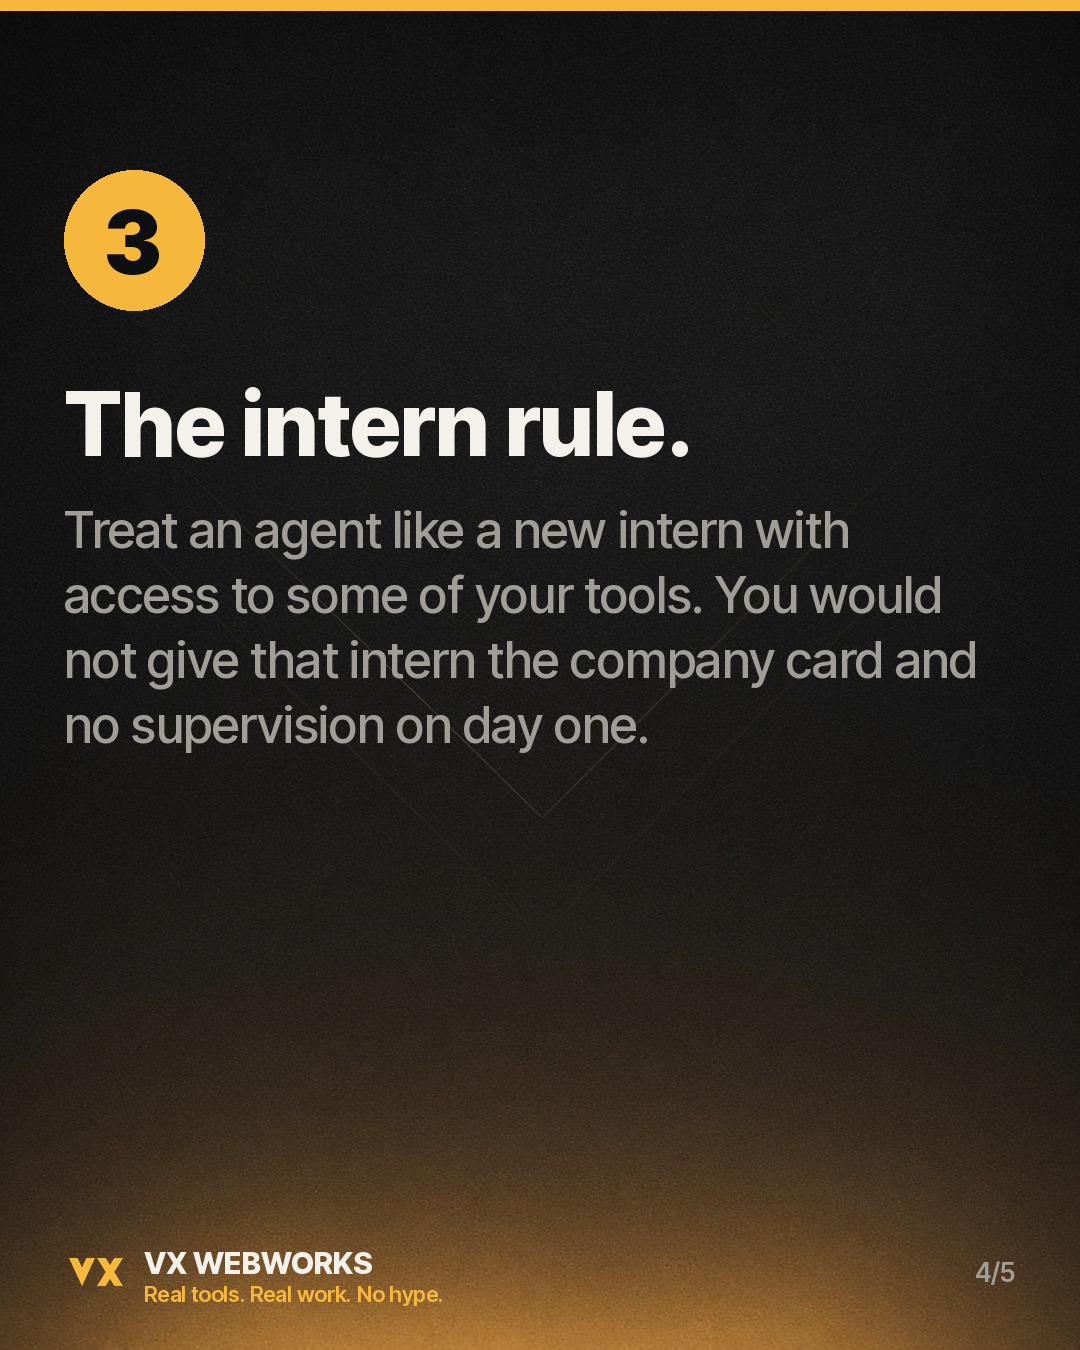 3
The intern rule.
Treat an agent like a new intern with
access to some of your tools. You would
not give that intern the company card and
no supervision on day one.
VX
VX WEBWORKS
Real tools. Real work. No hype.
4/5